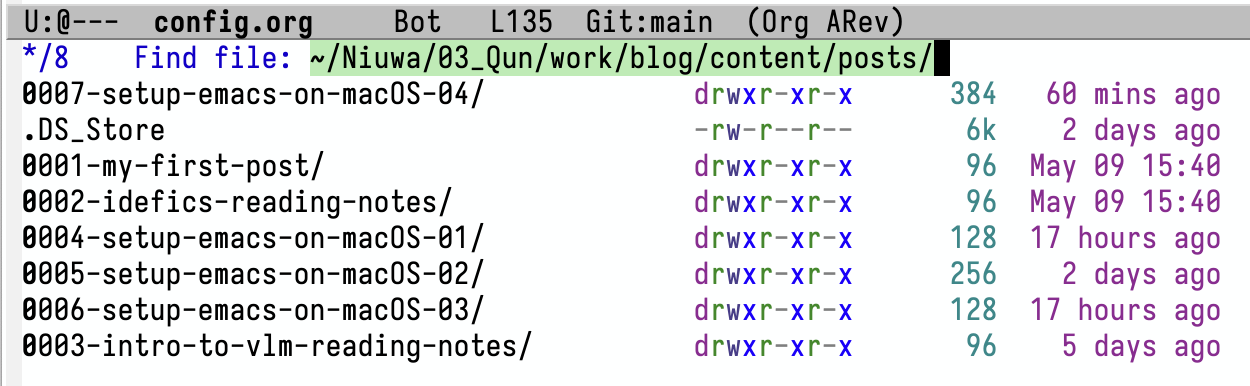 U:@--- config.org Bot L135 Git:main (Org ARev)
*/8 Find file: ~/Niuwa/03_Qun/work/blog/content/posts/
0007-setup-emacs-on-macOS-04/ drwxr-xr-x 384 60 mins ago
.DS_Store -rw-r--r-- 6k 2 days ago
0001-my-first-post/ drwxr-xr-x 96 May 09 15:40
0002-idefics-reading-notes/ drwxr-xr-x 96 May 09 15:40
0004-setup-emacs-on-macOS-01/ drwxr-xr-x 128 17 hours ago
0005-setup-emacs-on-macOS-02/ drwxr-xr-x 256 2 days ago
0006-setup-emacs-on-macOS-03/ drwxr-xr-x 128 17 hours ago
0003-intro-to-vlm-reading-notes/ drwxr-xr-x 96 5 days ago